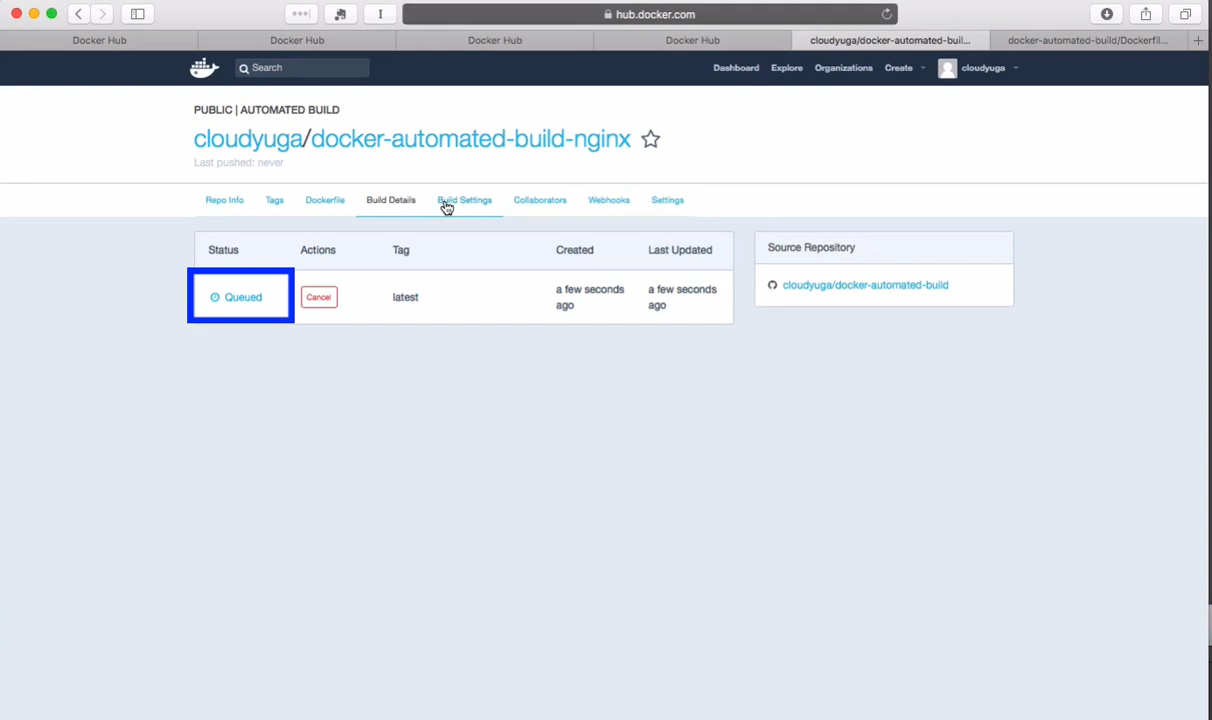 hub.docker.com
Docker Hub
Docker Hub
Docker Hub
Docker Hub
cloudyuga/docker-automated-buil...
docker-automated-build/Dockerfil...
Search
Dashboard
Explore
Organizations
Create
cloudyuga
PUBLIC | AUTOMATED BUILD
cloudyuga/docker-automated-build-nginx
Last pushed: never
Repo Info
Tags
Dockerfile
Build Details
Build Settings
Collaborators
Webhooks
Settings
Status
Actions
Tag
Created
Last Updated
Source Repository
Queued
Cancel
latest
a few seconds
ago
a few seconds
ago
cloudyuga/docker-automated-build